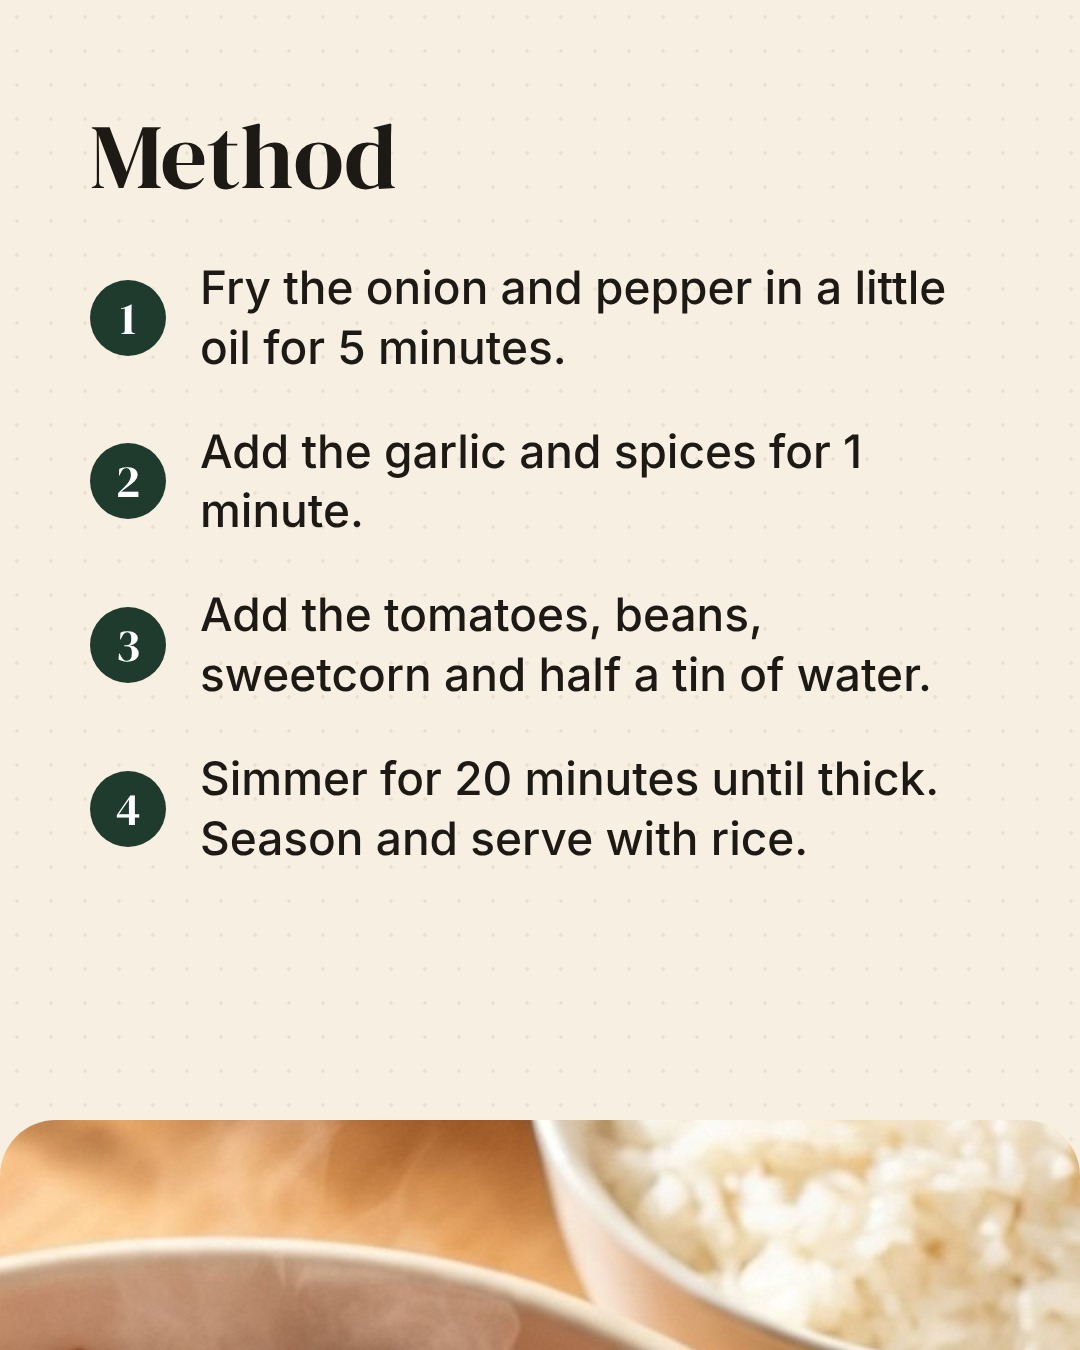 Method
1
Fry the onion and pepper in a little
oil for 5 minutes.
2
Add the garlic and spices for 1
minute.
3
Add the tomatoes, beans,
sweetcorn and half a tin of water.
4
Simmer for 20 minutes until thick.
Season and serve with rice.